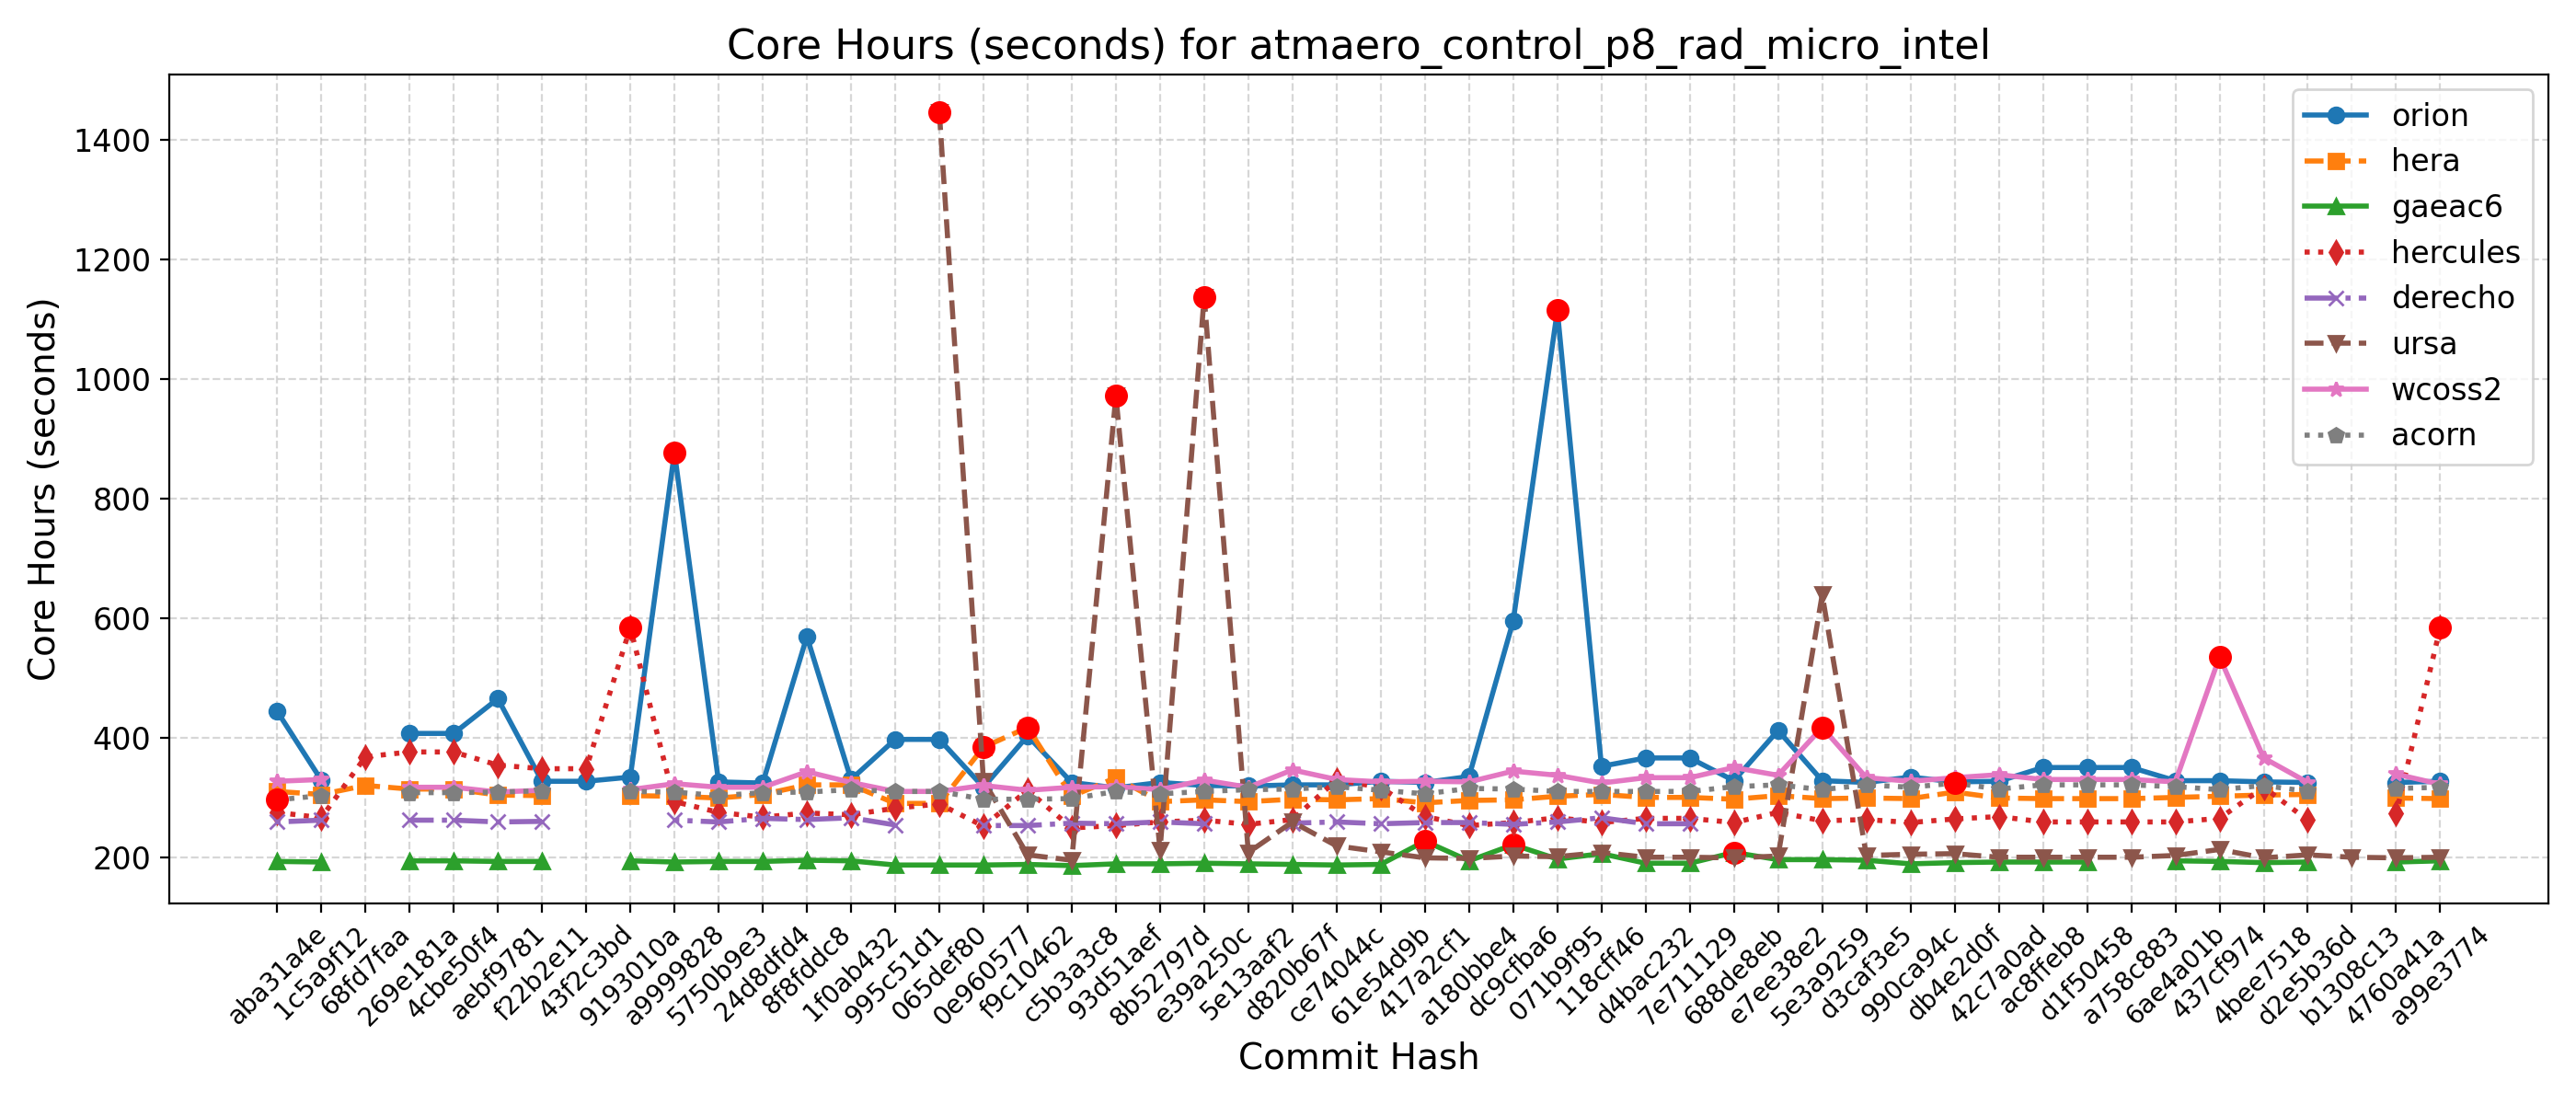 Core Hours (seconds) for atmaero_control_p8_rad_micro_intel
Core Hours (seconds)
1400
1200
1000
800
600
400
200
orion
hera
gaeac6
hercules
derecho
ursa
wcoss2
acorn
aba31a4e
1c5a9f12
68fd7faa
269e181a
4cbe50f4
aebf9781
f22b2e11
43f2c3bd
9193010a
a9999828
5750b9e3
24d8dfd4
8f8fddc8
1f0ab432
995c51d1
065def80
0e960577
f9c10462
c5b3a3c8
93d51aef
8b52797d
e39a250c
5e13aaf2
d820b67f
ce74044c
61e54d9b
417a2cf1
a180bbe4
dc9cfba6
071b9f95
118cff46
d4bac232
7e711129
688de8eb
e7ee38e2
5e3a9259
d3caf3e5
990ca94c
db4e2d0f
42c7a0ad
ac8ffeb8
d1f50458
a758c883
6ae4a01b
437cf974
4bee7518
d2e5b36d
b1308c13
4760a41a
a99e3774
Commit Hash